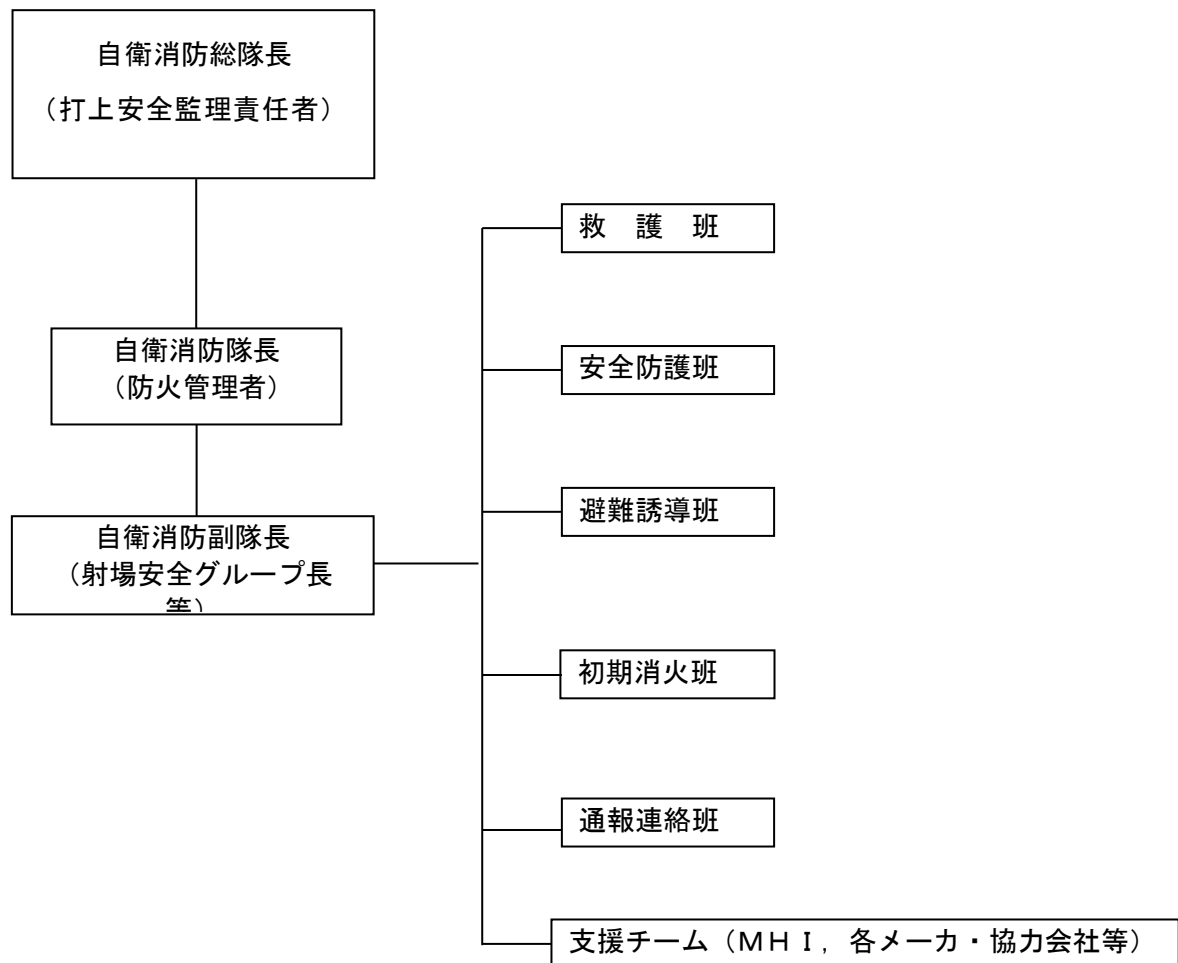 自衛消防総隊長
（打上安全監理責任者）
救　護　班
自衛消防隊長
（防火管理者）
安全防護班
避難誘導班
自衛消防副隊長
（射場安全グループ長
等）
初期消火班
通報連絡班
支援チーム（ＭＨＩ，各メーカ・協力会社等）